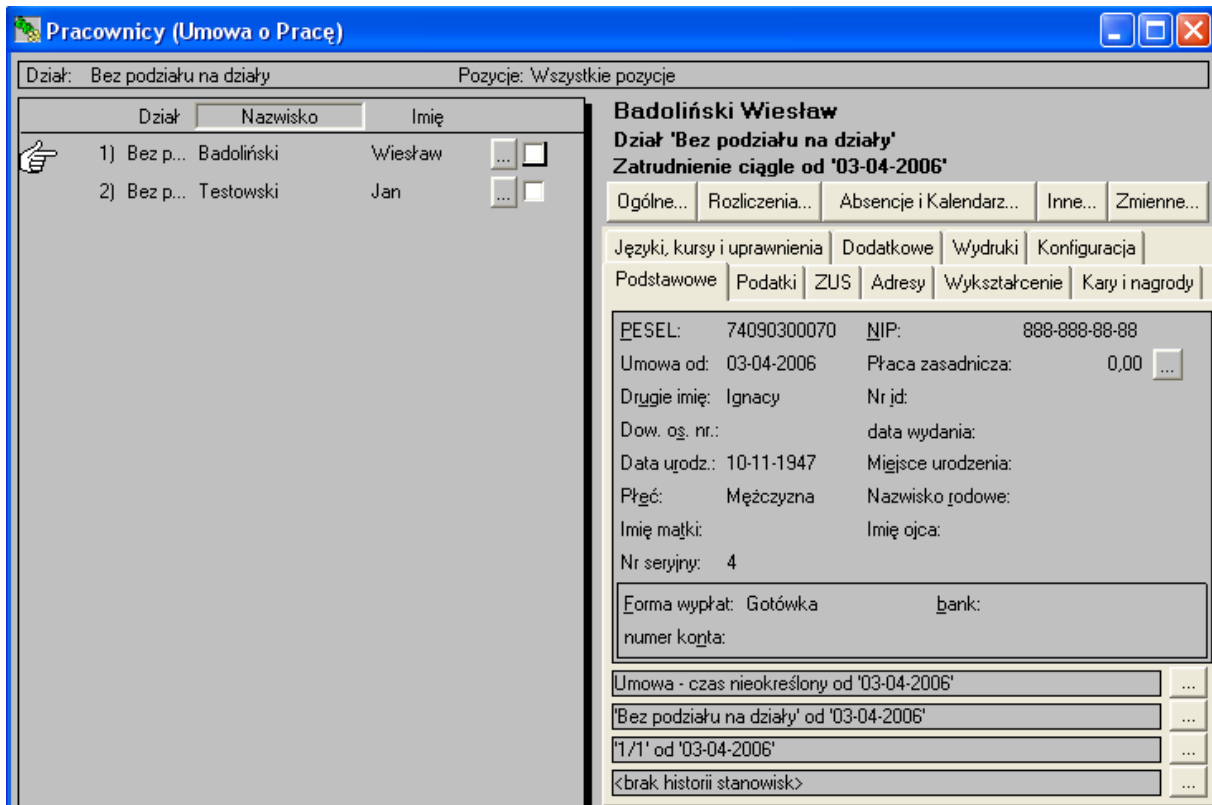 Pracownicy (Umowa o Pracę)
Dział: Bez podziału na działy Pozycje: Wszystkie pozycje
Dział Nazwisko Imię
1) Bez p... Badoliński Wiesław ...
2) Bez p... Testowski Jan ...
Badoliński Wiesław
Dział 'Bez podziału na działy'
Zatrudnienie ciągle od '03-04-2006'
Ogólne... Rozliczenia... Absencje i Kalendarz... Inne... Zmienne...
Języki, kursy i uprawnienia Dodatkowe Wydruki Konfiguracja
Podstawowe Podatki ZUS Adresy Wykształcenie Kary i nagrody
PESEL: 74090300070 NIP: 888-888-88-88
Umowa od: 03-04-2006 Płaca zasadnicza: 0,00 ...
Drugie imię: Ignacy Nr id:
Dow. os. nr.: data wydania:
Data urodz.: 10-11-1947 Miejsce urodzenia:
Płeć: Mężczyzna Nazwisko rodowe:
Imię matki: Imię ojca:
Nr seryjny: 4
Forma wypłat: Gotówka bank:
numer konta:
Umowa - czas nieokreślony od '03-04-2006' ...
'Bez podziału na działy' od '03-04-2006' ...
'1/1' od '03-04-2006' ...
<brak historii stanowisk> ...